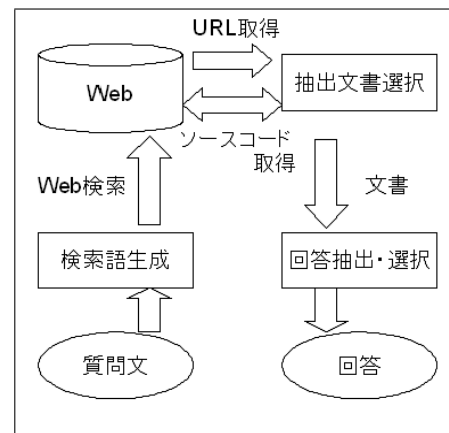 URL取得
Web
抽出文書選択
ソースコード
取得
Web検索
文書
検索語生成
回答抽出・選択
質問文
回答